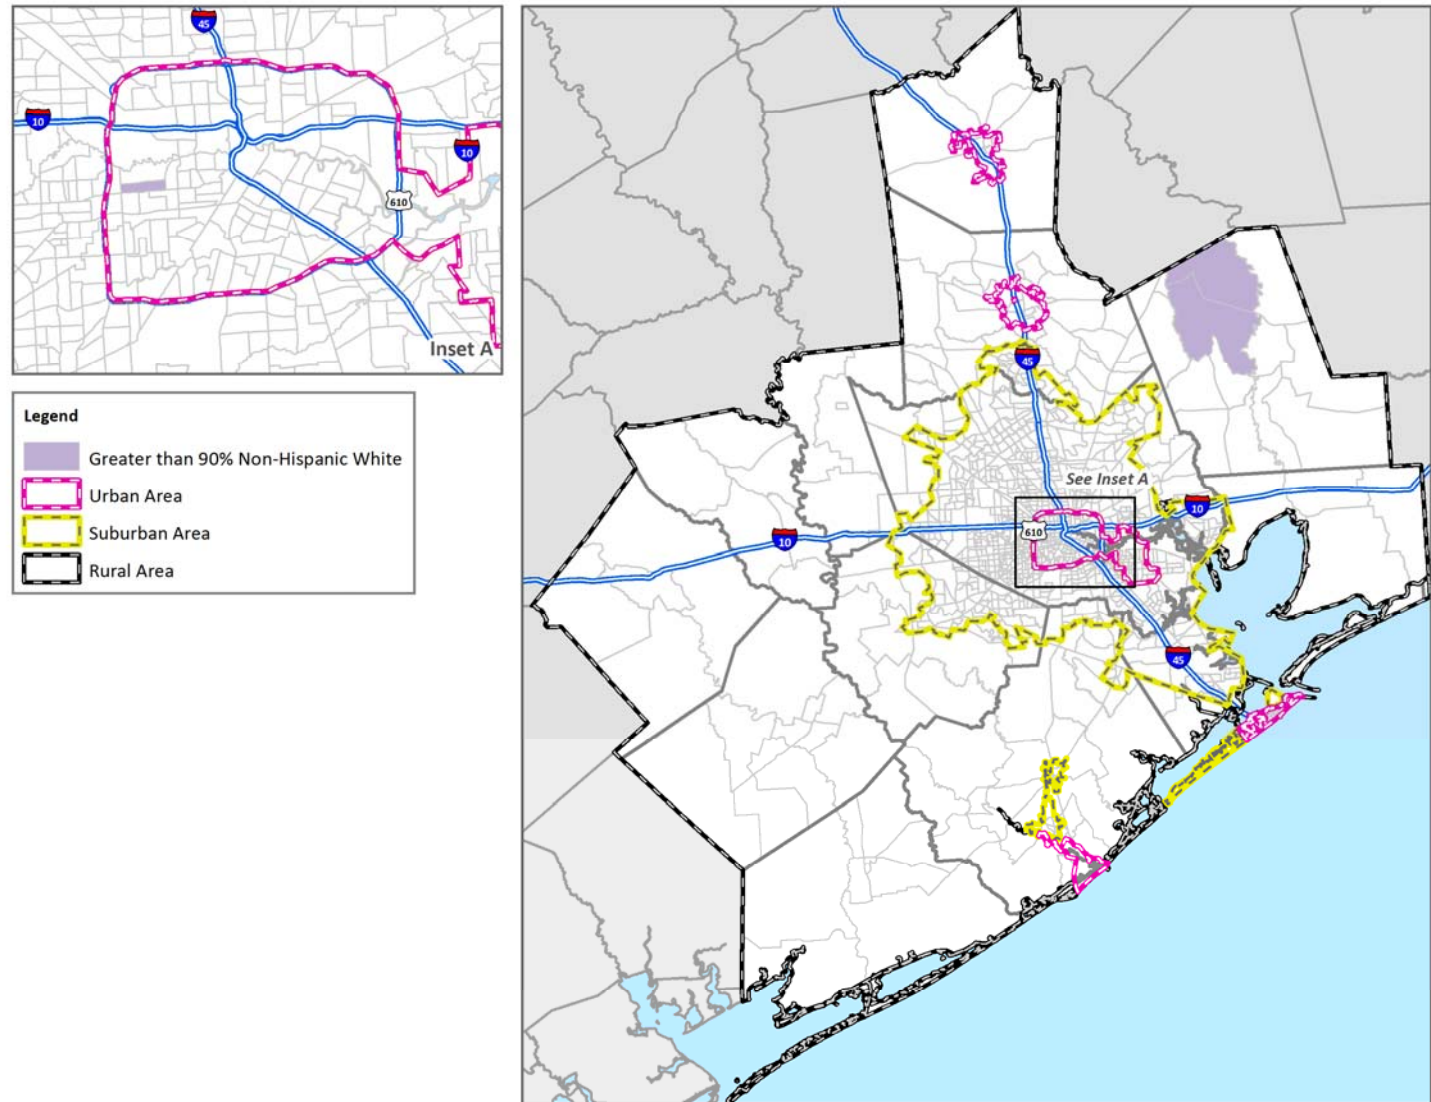 45
10
10
610
Inset A
Legend
Greater than 90% Non-Hispanic White
Urban Area
Suburban Area
Rural Area
45
See Inset A
10
610
10
45